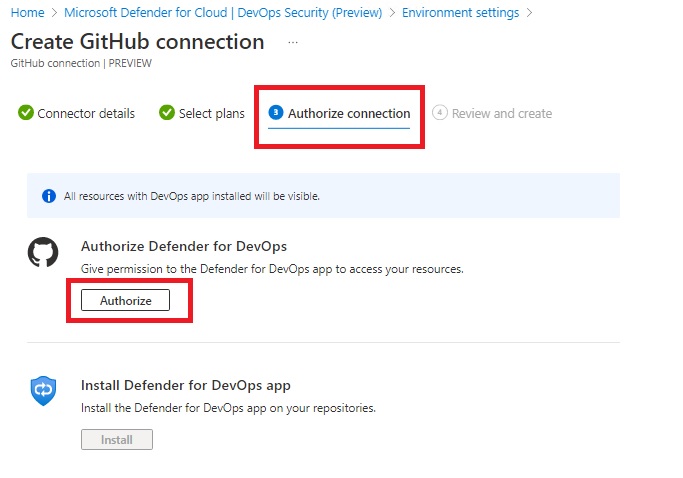 Home > Microsoft Defender for Cloud | DevOps Security (Preview) > Environment settings >
Create GitHub connection ...
GitHub connection | PREVIEW
Connector details Select plans 3 Authorize connection 4 Review and create
All resources with DevOps app installed will be visible.
Authorize Defender for DevOps
Give permission to the Defender for DevOps app to access your resources.
Authorize
Install Defender for DevOps app
Install the Defender for DevOps app on your repositories.
Install